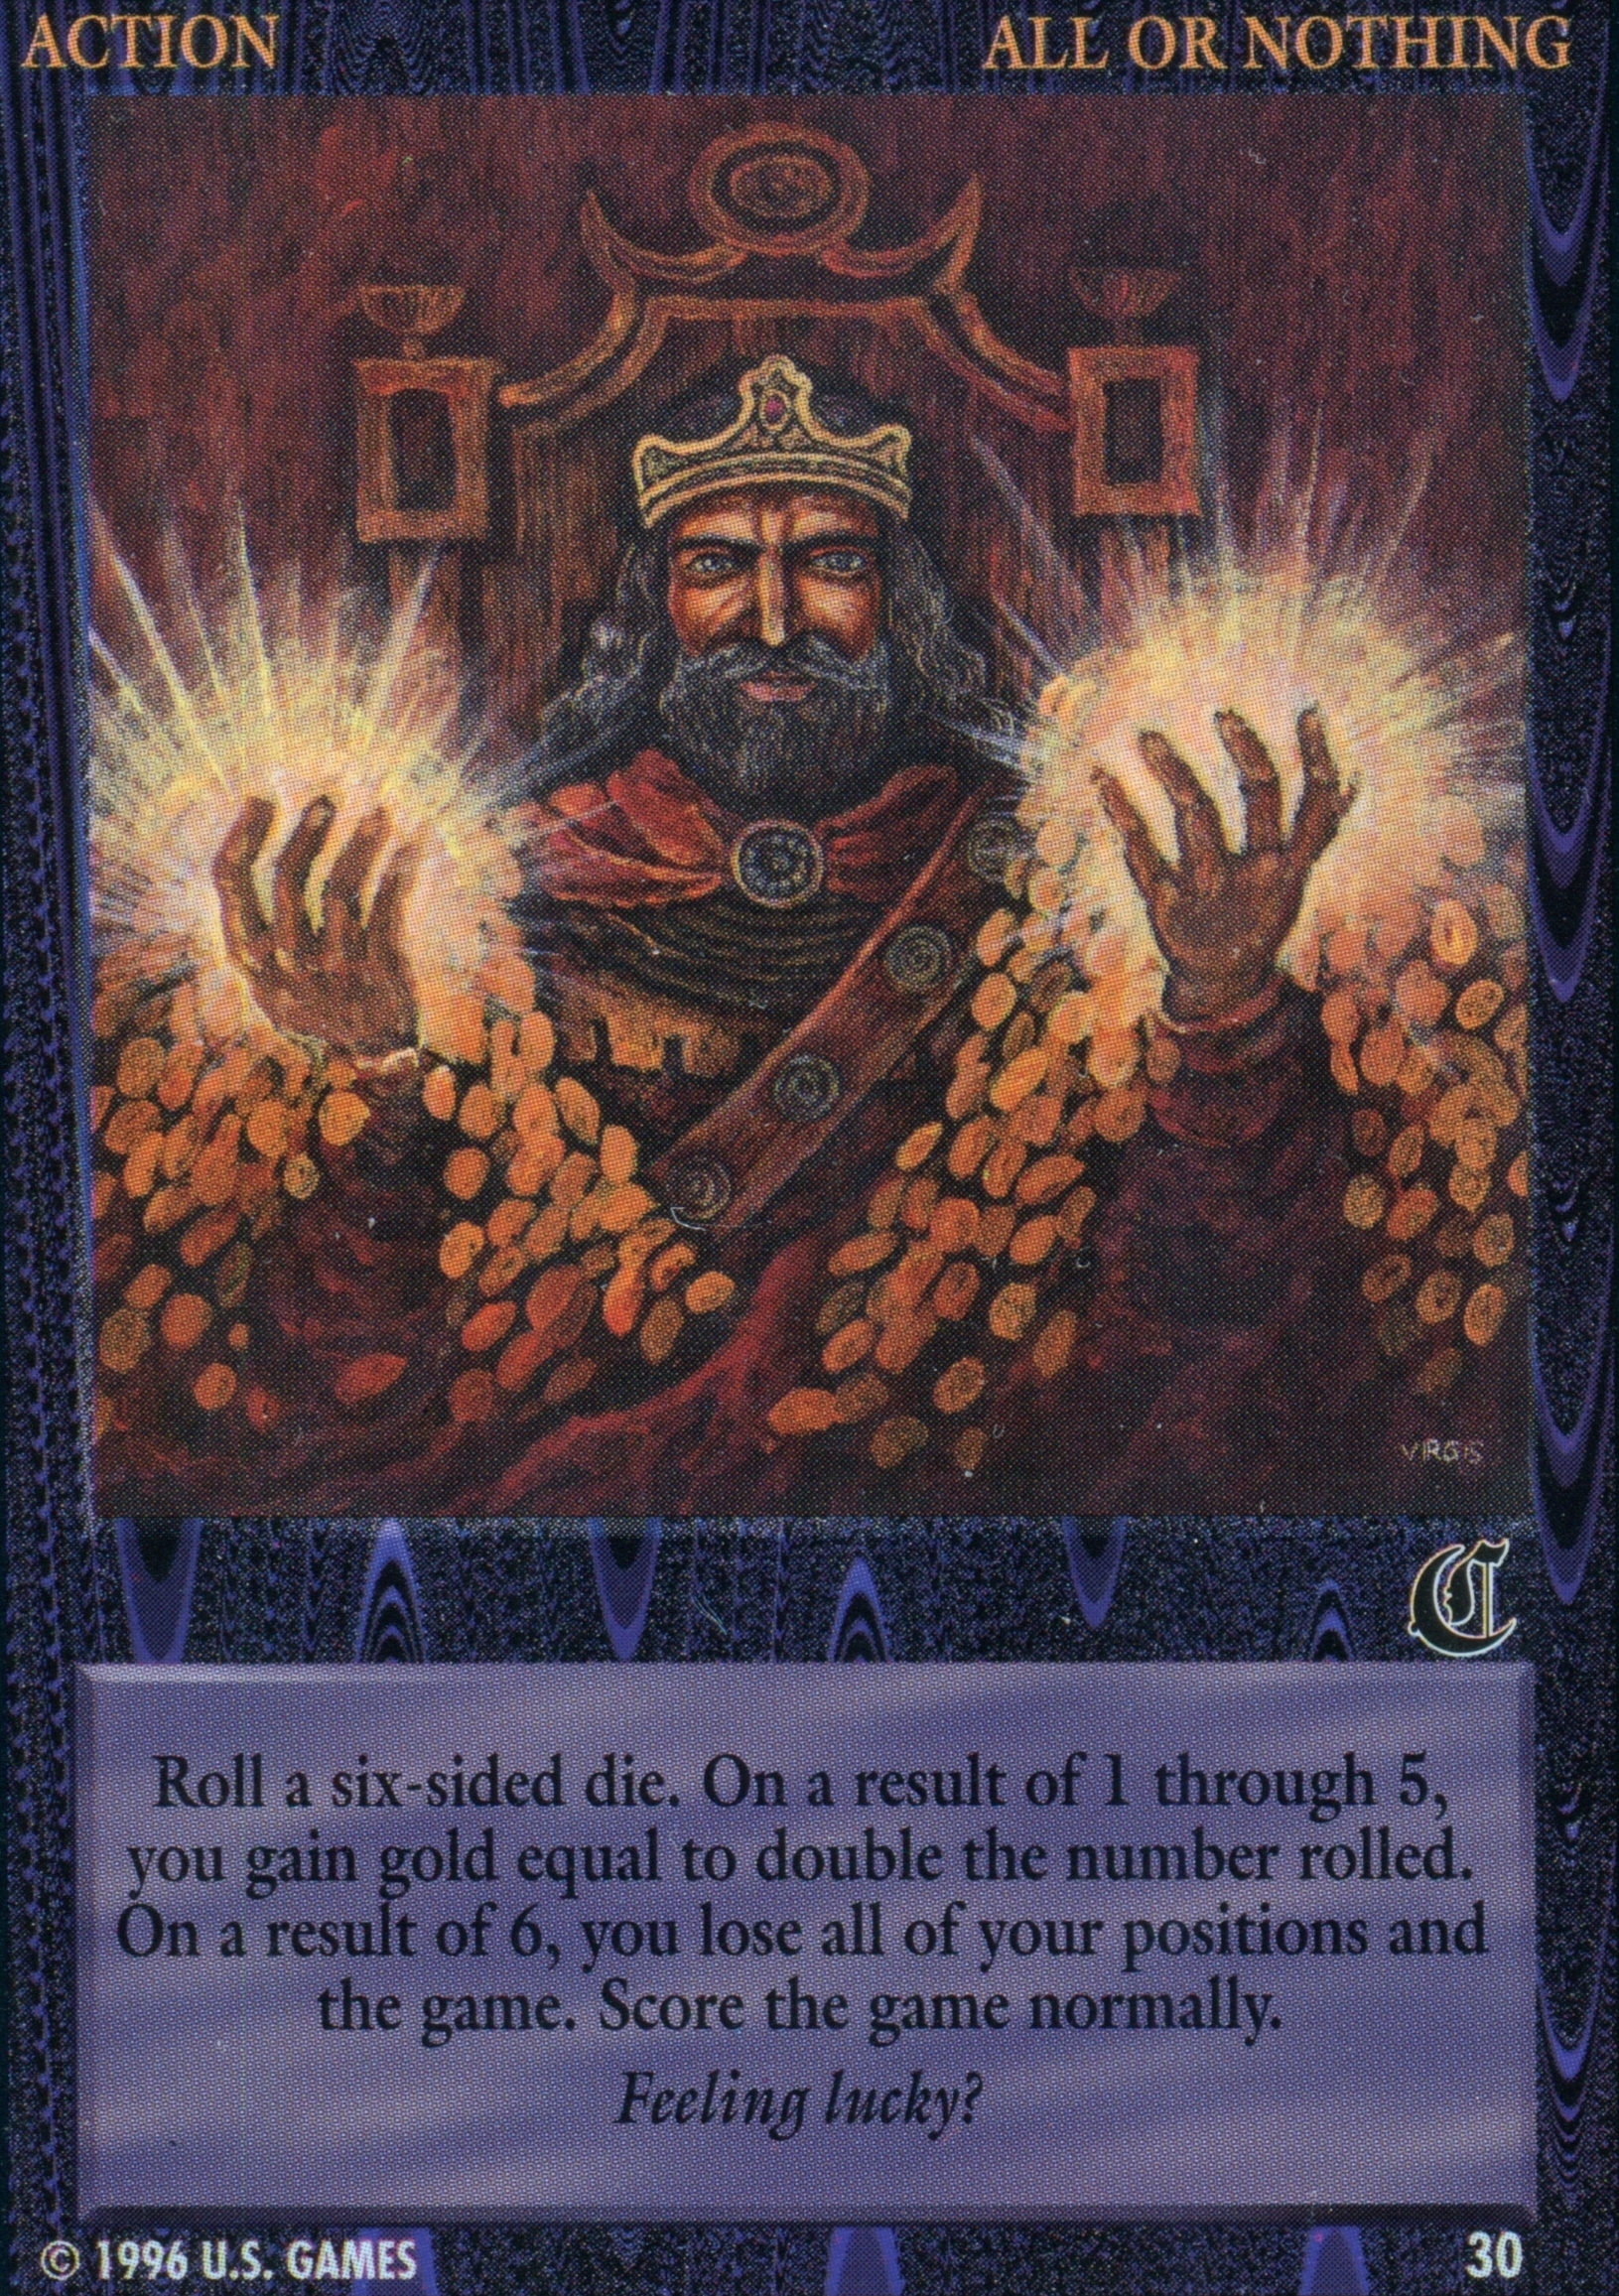 ACTION
ALL OR NOTHING
VIRGIS
C
Roll a six-sided die. On a result of 1 through 5,
you gain gold equal to double the number rolled.
On a result of 6, you lose all of your positions and
the game. Score the game normally.
Feeling lucky?
© 1996 U.S. GAMES
30